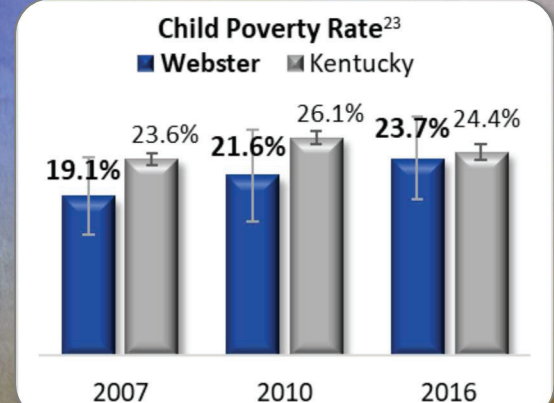 Child Poverty Rate²³
Webster Kentucky
19.1% 23.6% 21.6% 26.1% 23.7% 24.4%
2007 2010 2016